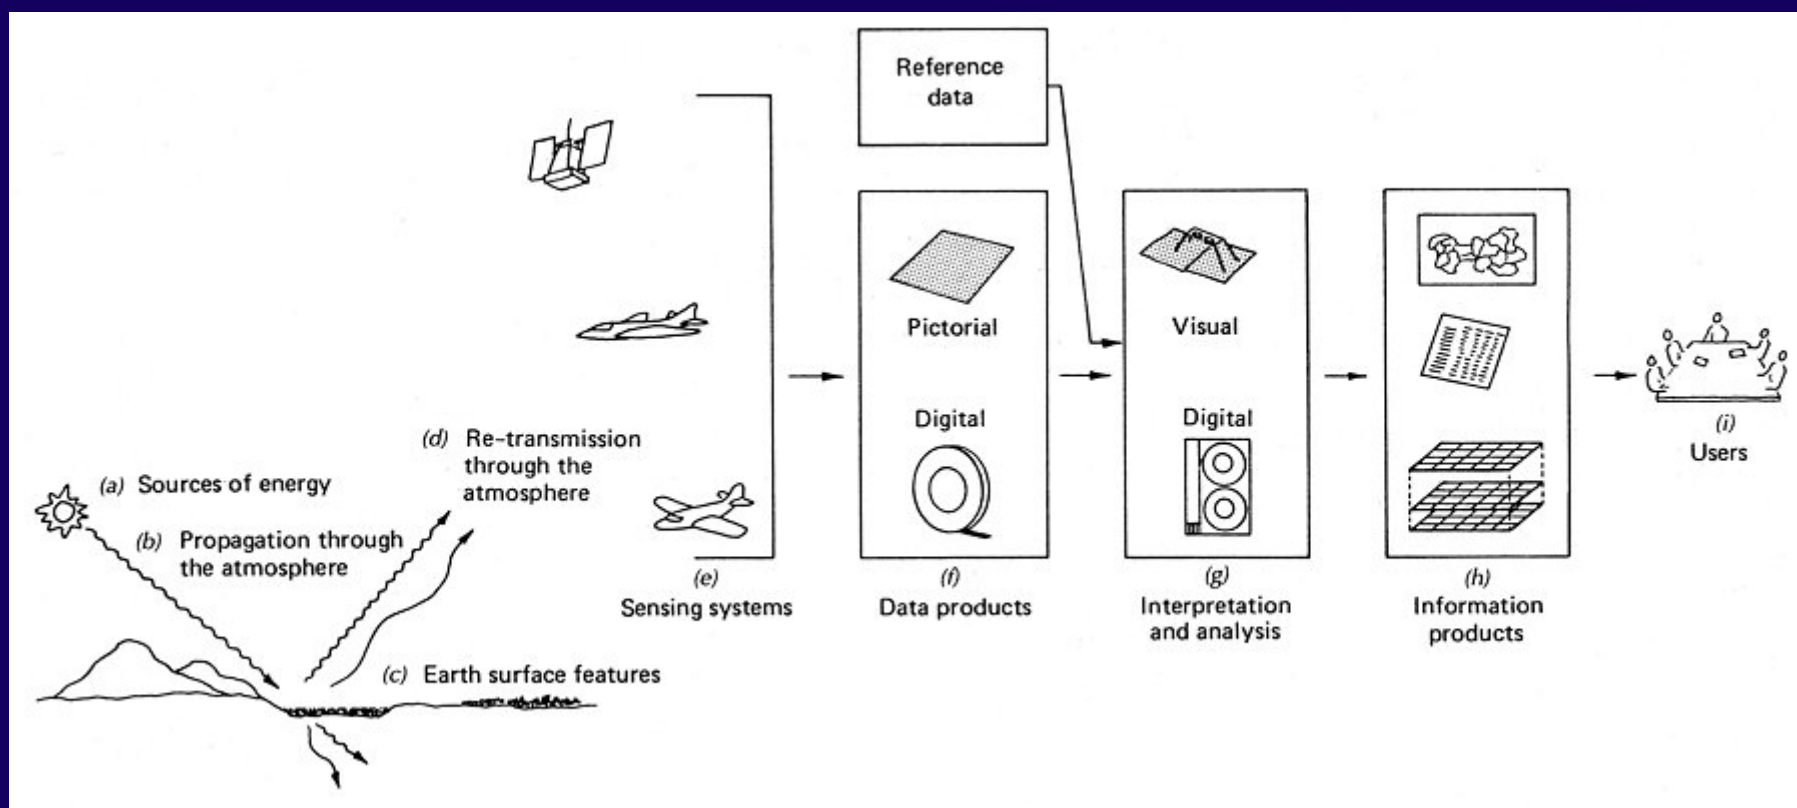 Reference
data
Pictorial
Digital
Visual
Digital
(a) Sources of energy
(b) Propagation through
the atmosphere
(c) Earth surface features
(d) Re-transmission
through the
atmosphere
(e)
Sensing systems
(f)
Data products
(g)
Interpretation
and analysis
(h)
Information
products
(i)
Users